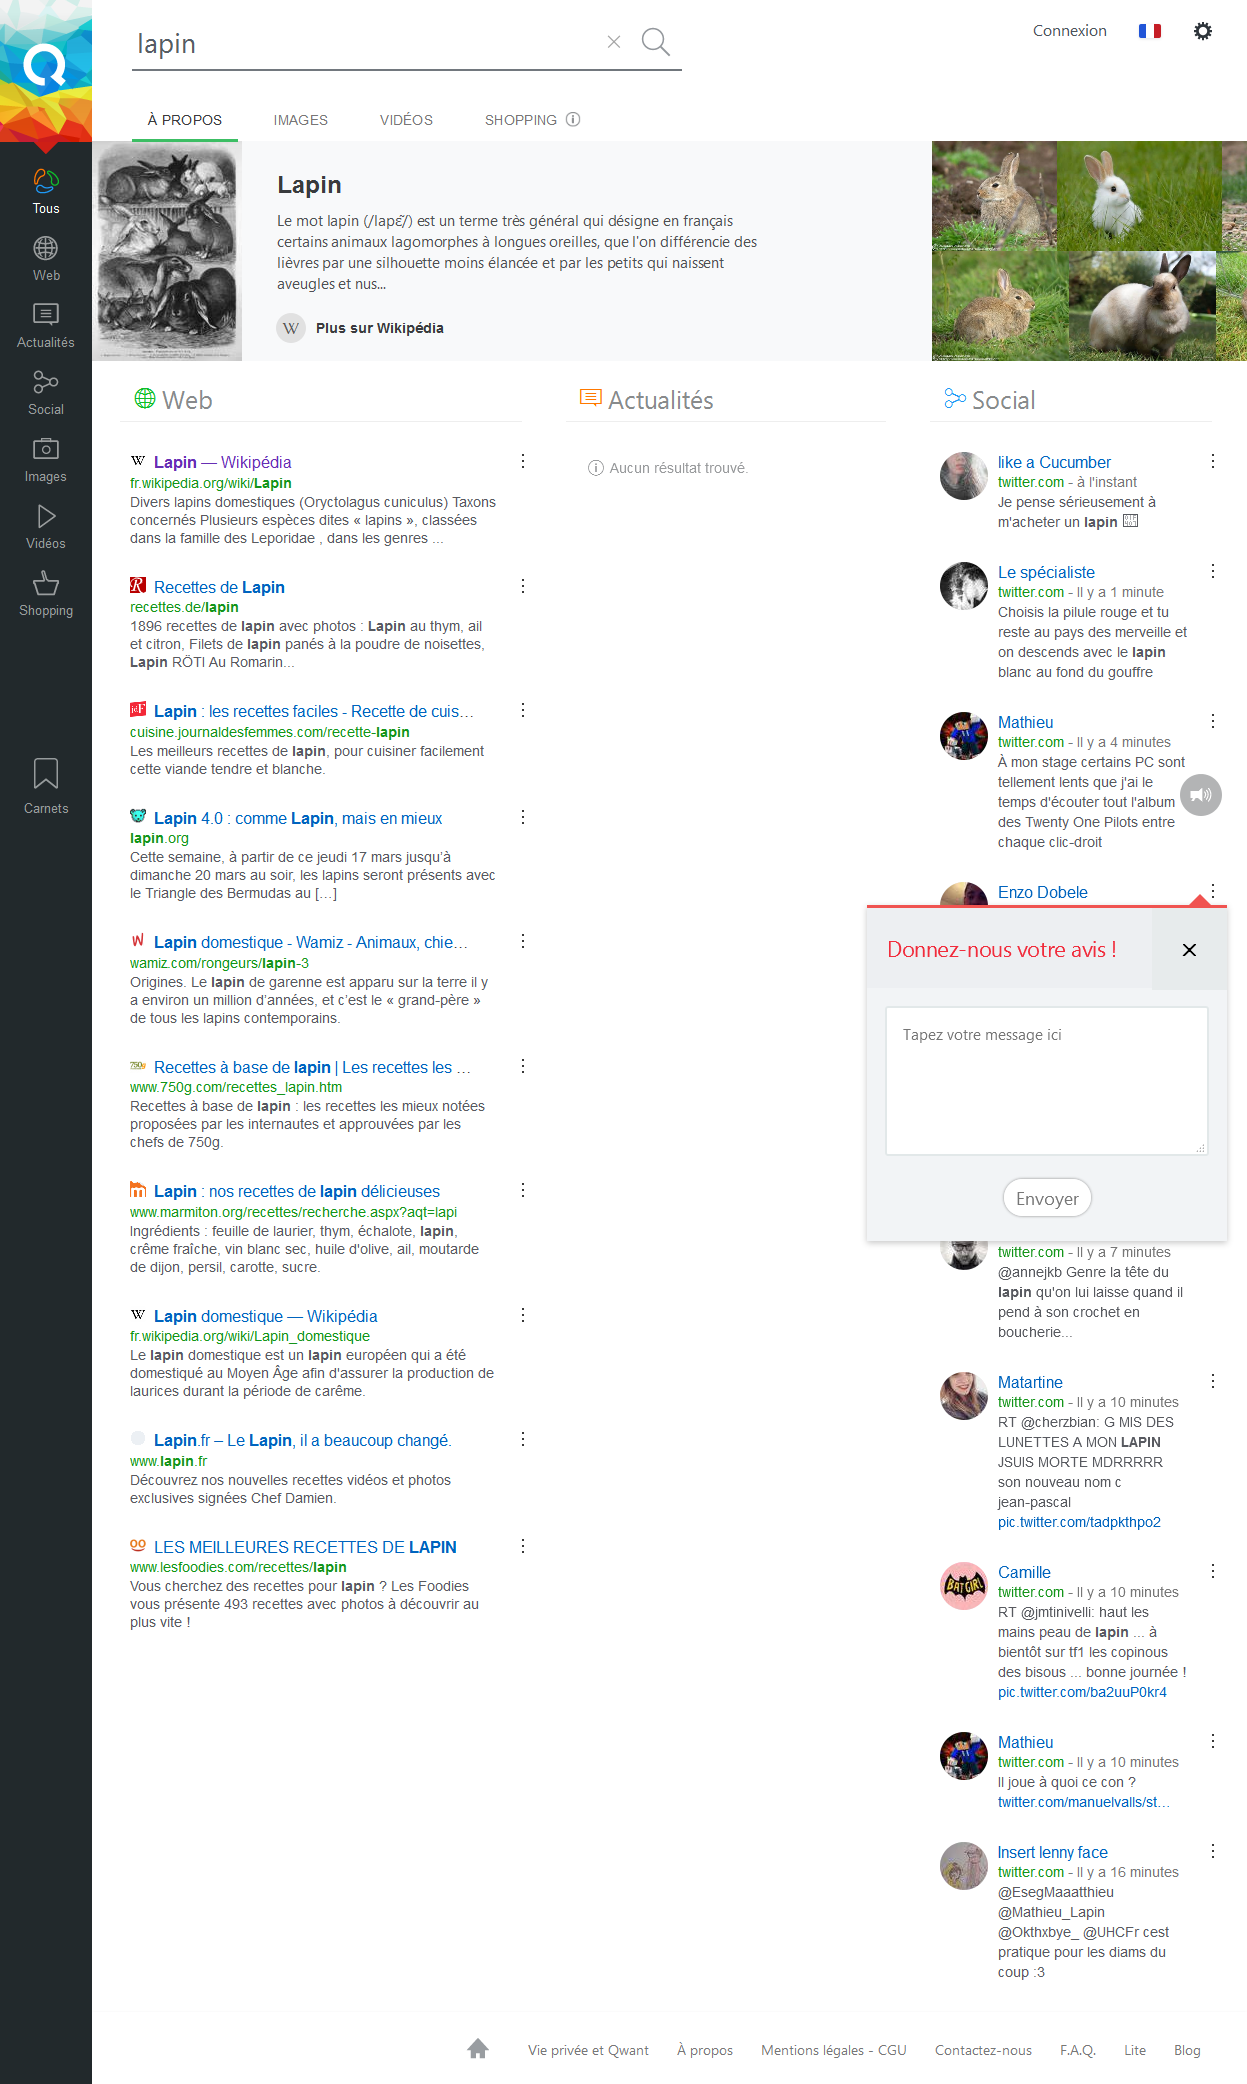 lapin
Connexion
À PROPOS
IMAGES
VIDÉOS
SHOPPING
Tous
Web
Actualités
Social
Images
Vidéos
Shopping
Carnets
Lapin
Le mot lapin (/lapɛ̃/) est un terme très général qui désigne en français
certains animaux lagomorphes à longues oreilles, que l'on différencie des
lièvres par une silhouette moins élancée et par les petits qui naissent
aveugles et nus...
W Plus sur Wikipédia
Web
Lapin — Wikipédia
fr.wikipedia.org/wiki/Lapin
Divers lapins domestiques (Oryctolagus cuniculus) Taxons
concernés Plusieurs espèces dites « lapins », classées
dans la famille des Leporidae , dans les genres ...
Recettes de Lapin
recettes.de/lapin
1896 recettes de lapin avec photos : Lapin au thym, ail
et citron, Filets de lapin panés à la poudre de noisettes,
Lapin RÖTI Au Romarin...
Lapin : les recettes faciles - Recette de cuis…
cuisine.journaldesfemmes.com/recette-lapin
Les meilleurs recettes de lapin, pour cuisiner facilement
cette viande tendre et blanche.
Lapin 4.0 : comme Lapin, mais en mieux
lapin.org
Cette semaine, à partir de ce jeudi 17 mars jusqu'à
dimanche 20 mars au soir, les lapins seront présents avec
le Triangle des Bermudas au […]
Lapin domestique - Wamiz - Animaux, chie…
wamiz.com/rongeurs/lapin-3
Origines. Le lapin de garenne est apparu sur la terre il y
a environ un million d'années, et c'est le « grand-père »
de tous les lapins contemporains.
Recettes à base de lapin | Les recettes les …
www.750g.com/recettes_lapin.htm
Recettes à base de lapin : les recettes les mieux notées
proposées par les internautes et approuvées par les
chefs de 750g.
Lapin : nos recettes de lapin délicieuses
www.marmiton.org/recettes/recherche.aspx?aqt=lapi
Ingrédients : feuille de laurier, thym, échalote, lapin,
crême fraîche, vin blanc sec, huile d'olive, ail, moutarde
de dijon, persil, carotte, sucre.
Lapin domestique — Wikipédia
fr.wikipedia.org/wiki/Lapin_domestique
Le lapin domestique est un lapin européen qui a été
domestiqué au Moyen Âge afin d'assurer la production de
laurices durant la période de carême.
Lapin.fr – Le Lapin, il a beaucoup changé.
www.lapin.fr
Découvrez nos nouvelles recettes vidéos et photos
exclusives signées Chef Damien.
LES MEILLEURES RECETTES DE LAPIN
www.lesfoodies.com/recettes/lapin
Vous cherchez des recettes pour lapin ? Les Foodies
vous présente 493 recettes avec photos à découvrir au
plus vite !
Actualités
Aucun résultat trouvé.
Social
like a Cucumber
twitter.com - à l'instant
Je pense sérieusement à
m'acheter un lapin
Le spécialiste
twitter.com - Il y a 1 minute
Choisis la pilule rouge et tu
reste au pays des merveille et
on descends avec le lapin
blanc au fond du gouffre
Mathieu
twitter.com - Il y a 4 minutes
À mon stage certains PC sont
tellement lents que j'ai le
temps d'écouter tout l'album
des Twenty One Pilots entre
chaque clic-droit
Enzo Dobele
Donnez-nous votre avis !
Tapez votre message ici
Envoyer
twitter.com - Il y a 7 minutes
@annejkb Genre la tête du
lapin qu'on lui laisse quand il
pend à son crochet en
boucherie...
Matartine
twitter.com - Il y a 10 minutes
RT @cherzbian: G MIS DES
LUNETTES A MON LAPIN
JSUIS MORTE MDRRRRR
son nouveau nom c
jean-pascal
pic.twitter.com/tadpkthpo2
BATGIRL
Camille
twitter.com - Il y a 10 minutes
RT @jmtinivelli: haut les
mains peau de lapin ... à
bientôt sur tf1 les copinous
des bisous ... bonne journée !
pic.twitter.com/ba2uuP0kr4
Mathieu
twitter.com - Il y a 10 minutes
Il joue à quoi ce con ?
twitter.com/manuelvalls/st…
Insert lenny face
twitter.com - Il y a 16 minutes
@EsegMaaatthieu
@Mathieu_Lapin
@Okthxbye_ @UHCFr cest
pratique pour les diams du
coup :3
Vie privée et Qwant
À propos
Mentions légales - CGU
Contactez-nous
F.A.Q.
Lite
Blog